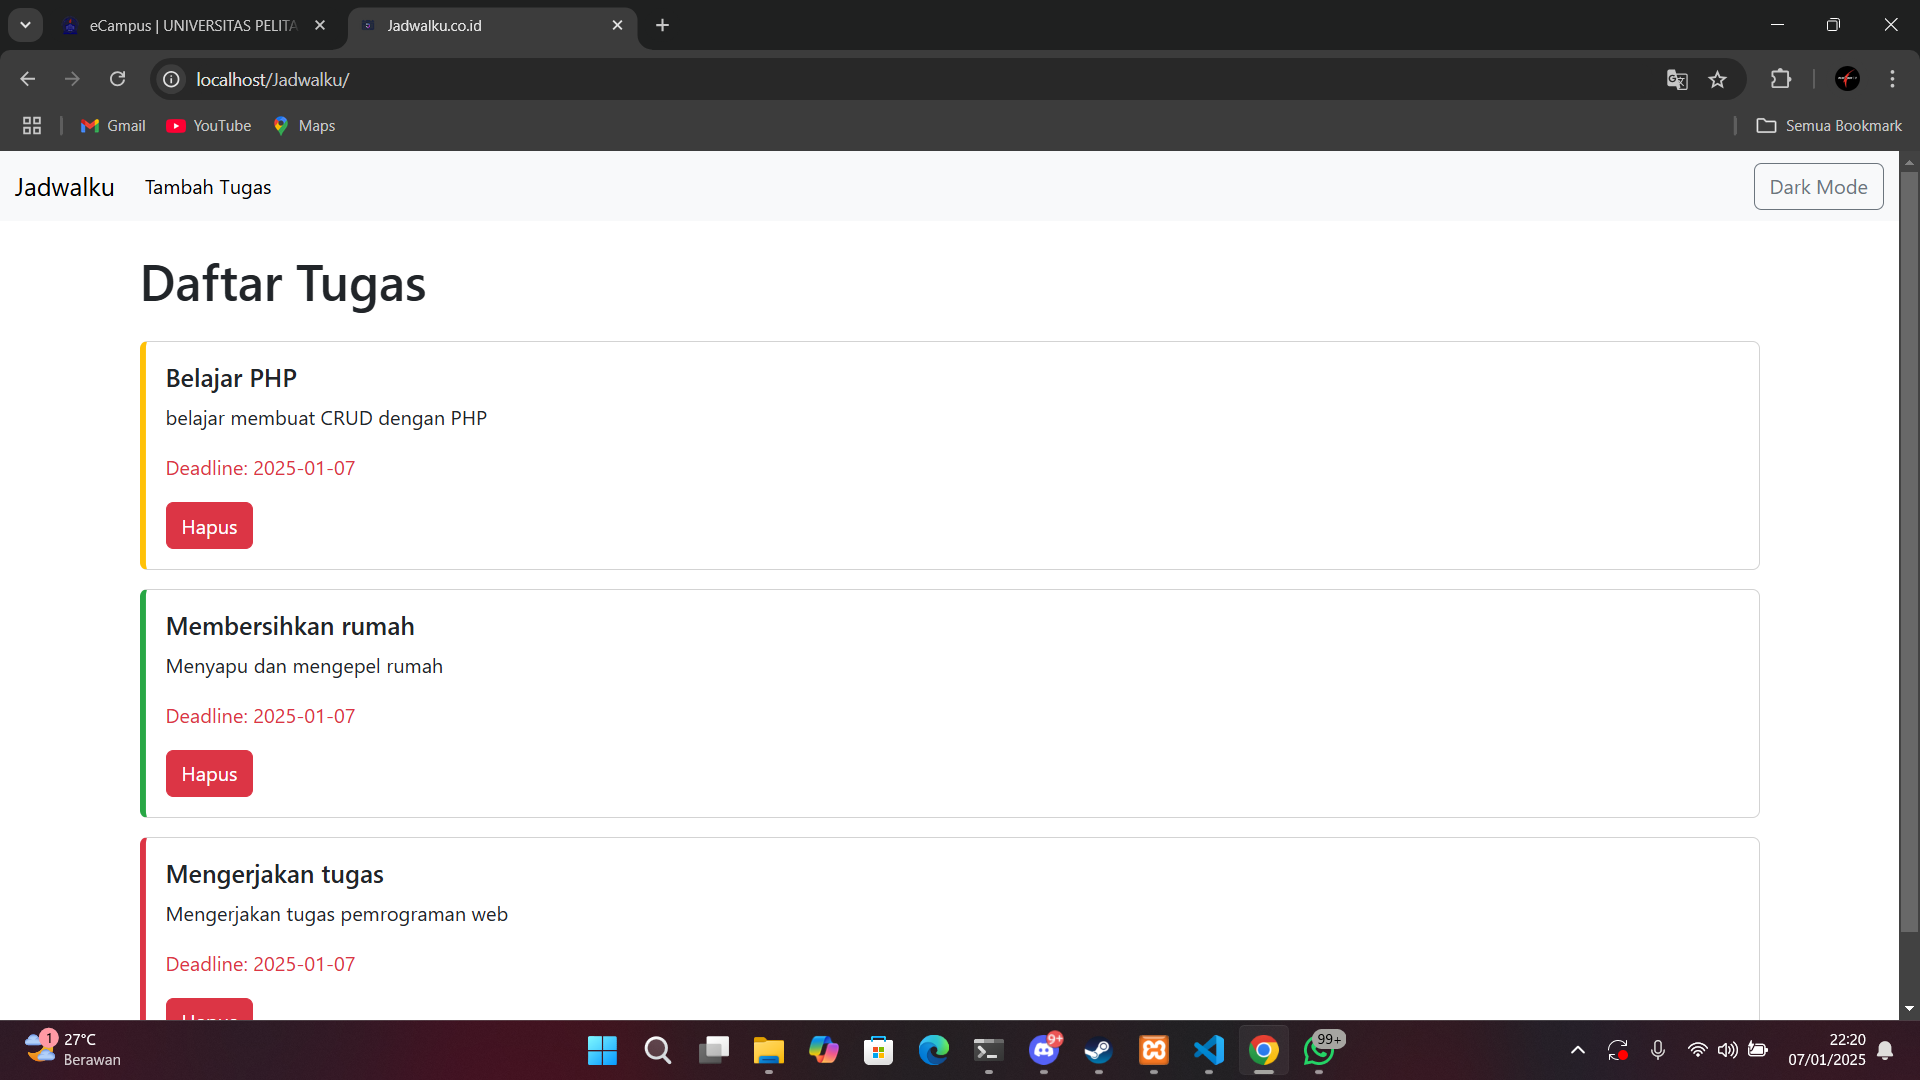 eCampus | UNIVERSITAS PELITA
Jadwalku.co.id
localhost/Jadwalku/
Gmail
YouTube
Maps
Semua Bookmark
Jadwalku
Tambah Tugas
Dark Mode
Daftar Tugas
Belajar PHP
belajar membuat CRUD dengan PHP
Deadline: 2025-01-07
Hapus
Membersihkan rumah
Menyapu dan mengepel rumah
Deadline: 2025-01-07
Hapus
Mengerjakan tugas
Mengerjakan tugas pemrograman web
Deadline: 2025-01-07
Hapus
1
27°C
Berawan
9+
99+
22:20
07/01/2025